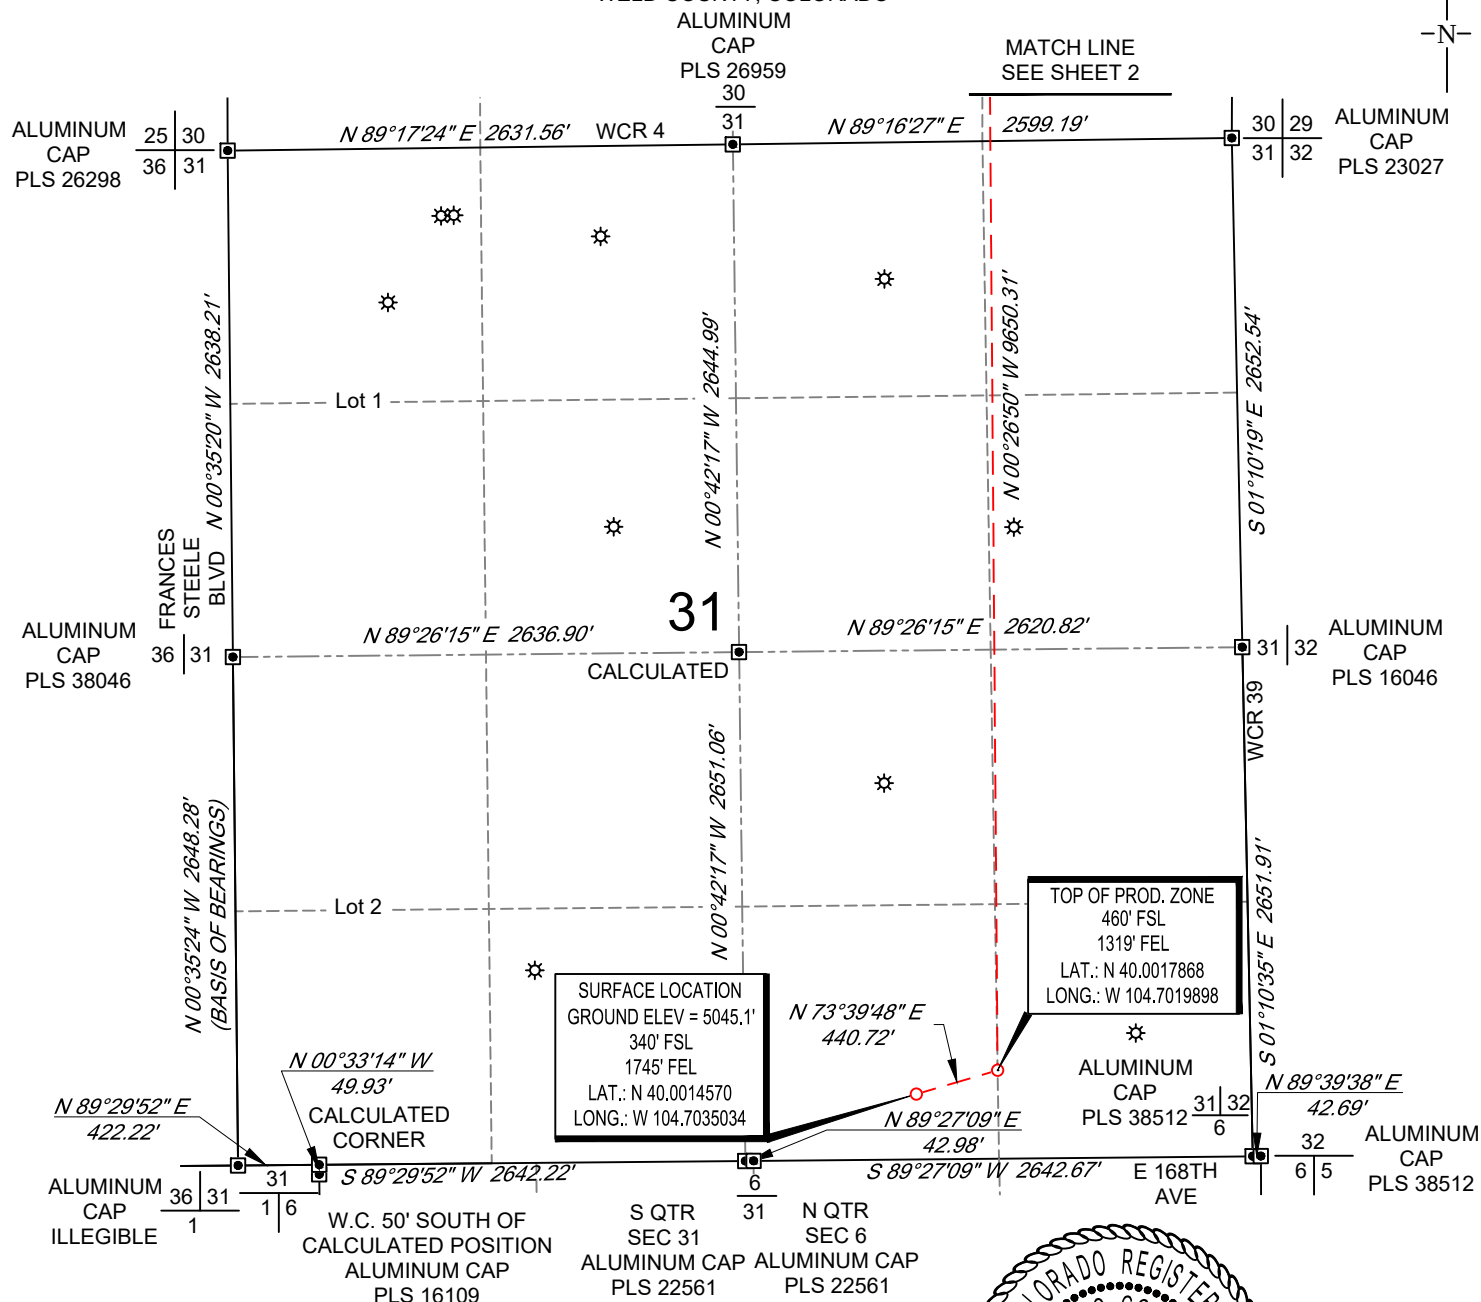 ALUMINUM
CAP
PLS 26959
MATCH LINE
SEE SHEET 2
-N-
30
31
ALUMINUM
CAP
PLS 26298
25 30
36 31
N 89°17'24" E 2631.56'
WCR 4
N 89°16'27" E 2599.19'
30 29
31 32
ALUMINUM
CAP
PLS 23027
N 00°35'20" W 2638.21'
N 00°42'17" W 2644.99'
N 00°26'50" W 9650.31'
S 01°10'19" E 2652.54'
Lot 1
FRANCES
STEELE
BLVD
31
ALUMINUM
CAP
PLS 38046
36 31
N 89°26'15" E 2636.90'
N 89°26'15" E 2620.82'
CALCULATED
31 32
ALUMINUM
CAP
PLS 16046
WCR 39
N 00°35'24" W 2648.28'
(BASIS OF BEARINGS)
N 00°42'17" W 2651.06'
S 01°10'35" E 2651.91'
Lot 2
TOP OF PROD. ZONE
460' FSL
1319' FEL
LAT.: N 40.0017868
LONG.: W 104.7019898
SURFACE LOCATION
GROUND ELEV = 5045.1'
340' FSL
1745' FEL
LAT.: N 40.0014570
LONG.: W 104.7035034
N 73°39'48" E
440.72'
N 00°33'14" W
49.93'
CALCULATED
CORNER
N 89°29'52" E
422.22'
ALUMINUM
CAP
PLS 38512
31 32
6
N 89°39'38" E
42.69'
N 89°27'09" E
42.98'
S 89°29'52" W 2642.22'
S 89°27'09" W 2642.67'
E 168TH
AVE
32
6 5
ALUMINUM
CAP
PLS 38512
ALUMINUM
CAP
ILLEGIBLE
36 31
1
31
1 6
W.C. 50' SOUTH OF
CALCULATED POSITION
ALUMINUM CAP
PLS 16109
6
31
S QTR
SEC 31
ALUMINUM CAP
PLS 22561
N QTR
SEC 6
ALUMINUM CAP
PLS 22561